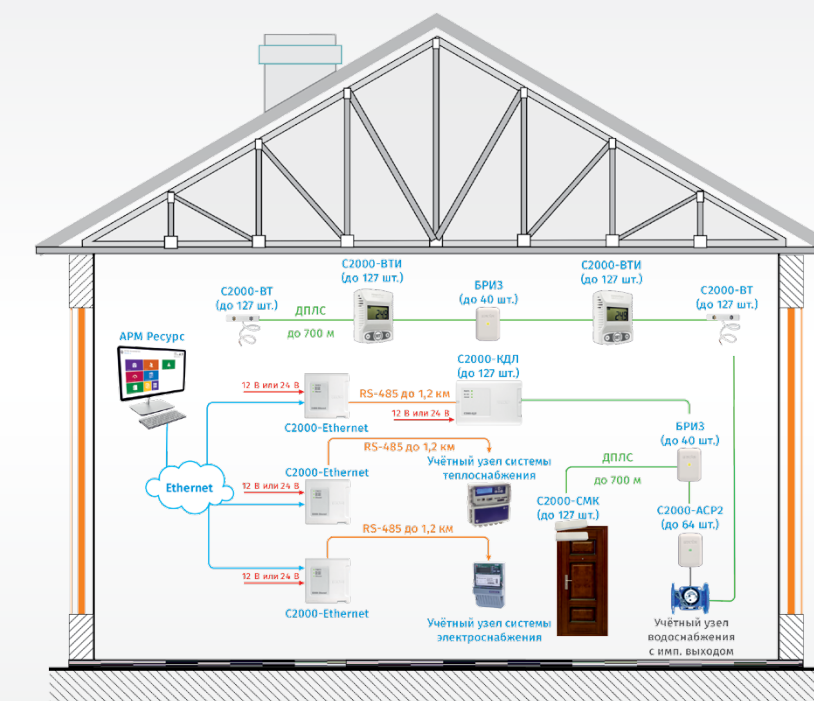 С2000-ВТИ
(до 127 шт.)
С2000-ВТИ
(до 127 шт.)
С2000-ВТ
(до 127 шт.)
БРИЗ
(до 40 шт.)
С2000-ВТ
(до 127 шт.)
ДПЛС
до 700 м
АРМ Ресурс
С2000-КДЛ
(до 127 шт.)
12 В или 24 В
RS-485 до 1,2 км
12 В или 24 В
С2000-Ethernet
БРИЗ
(до 40 шт.)
RS-485 до 1,2 км
Учётный узел системы
теплоснабжения
ДПЛС
до 700 м
С2000-Ethernet
12 В или 24 В
Ethernet
С2000-СМК
(до 127 шт.)
С2000-АСР2
(до 64 шт.)
RS-485 до 1,2 км
12 В или 24 В
С2000-Ethernet
Учётный узел системы
электроснабжения
Учётный узел
водоснабжения
с имп. выходом